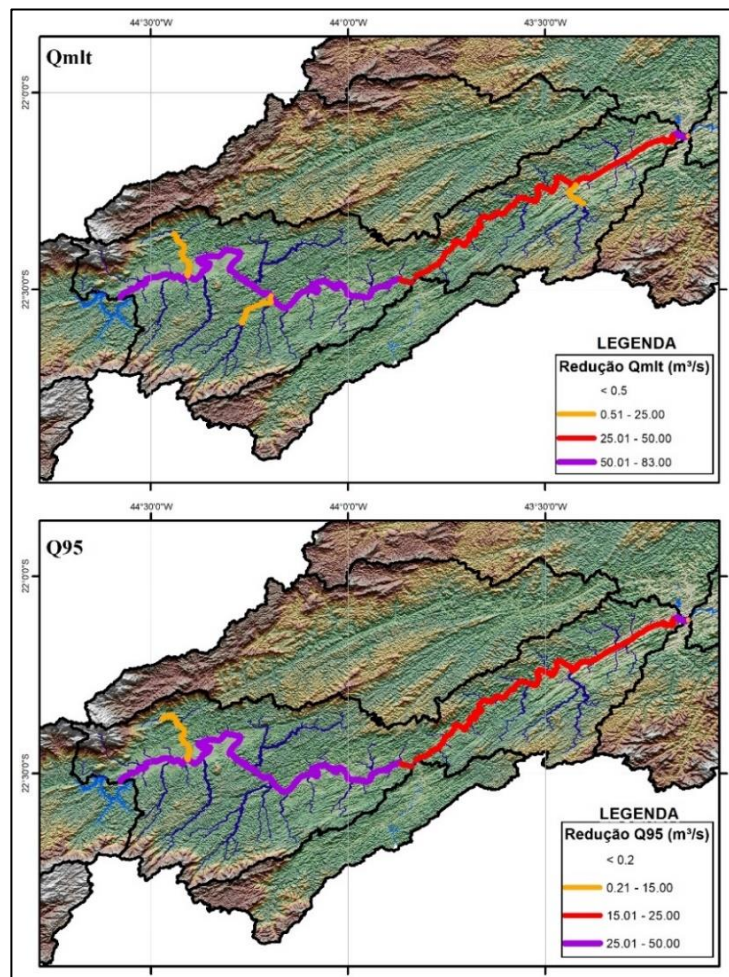 44°30'0"W 44°0'0"W 43°30'0"W
Qmlt
22°0'0"S
22°30'0"S
LEGENDA
Redução Qmlt (m³/s)
< 0.5
0.51 - 25.00
25.01 - 50.00
50.01 - 83.00
44°30'0"W 44°0'0"W 43°30'0"W
Q95
22°0'0"S
22°30'0"S
LEGENDA
Redução Q95 (m³/s)
< 0.2
0.21 - 15.00
15.01 - 25.00
25.01 - 50.00